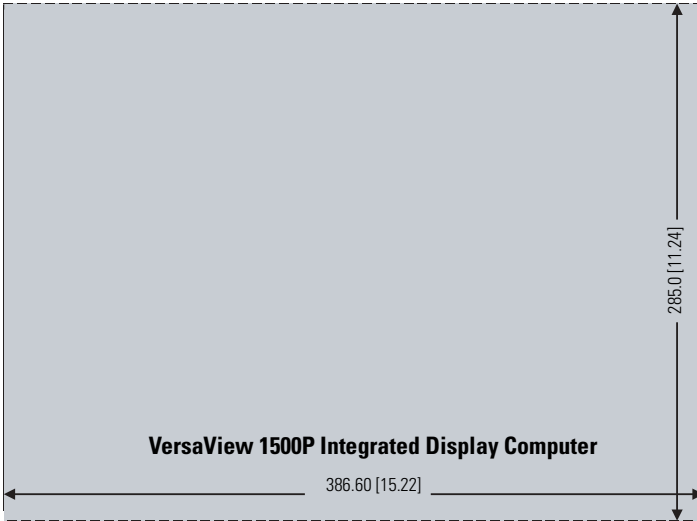 285.0 [11.24]
VersaView 1500P Integrated Display Computer
386.60 [15.22]